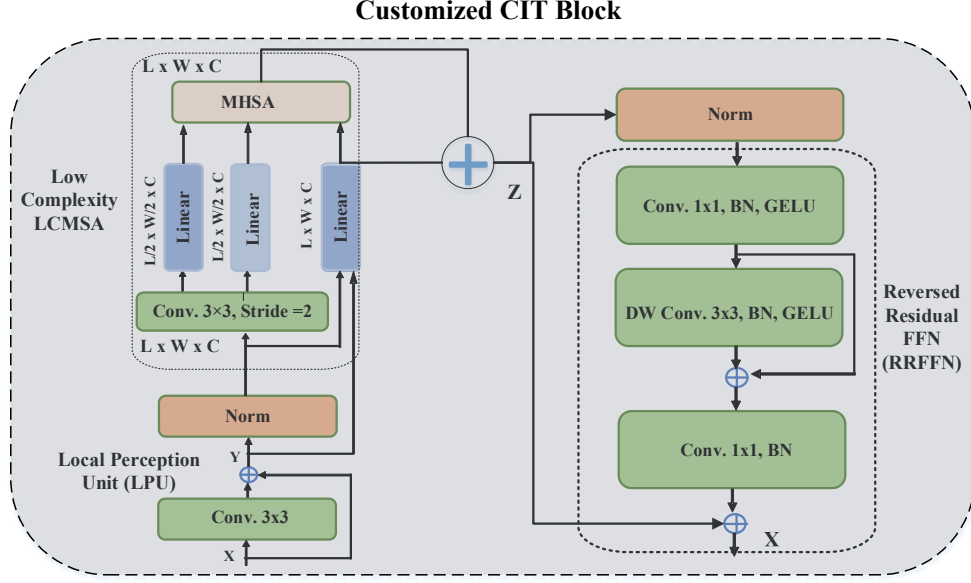 Customized CIT Block
L x W x C
MHSA
Low
Complexity
LCMSA
L/2 x W/2 x C
Linear
L/2 x W/2 x C
Linear
L x W x C
Linear
Conv. 3×3, Stride =2
L x W x C
Norm
Y
Local Perception
Unit (LPU)
Conv. 3x3
X
Z
Norm
Conv. 1x1, BN, GELU
DW Conv. 3x3, BN, GELU
Reversed
Residual
FFN
(RRFFN)
Conv. 1x1, BN
X